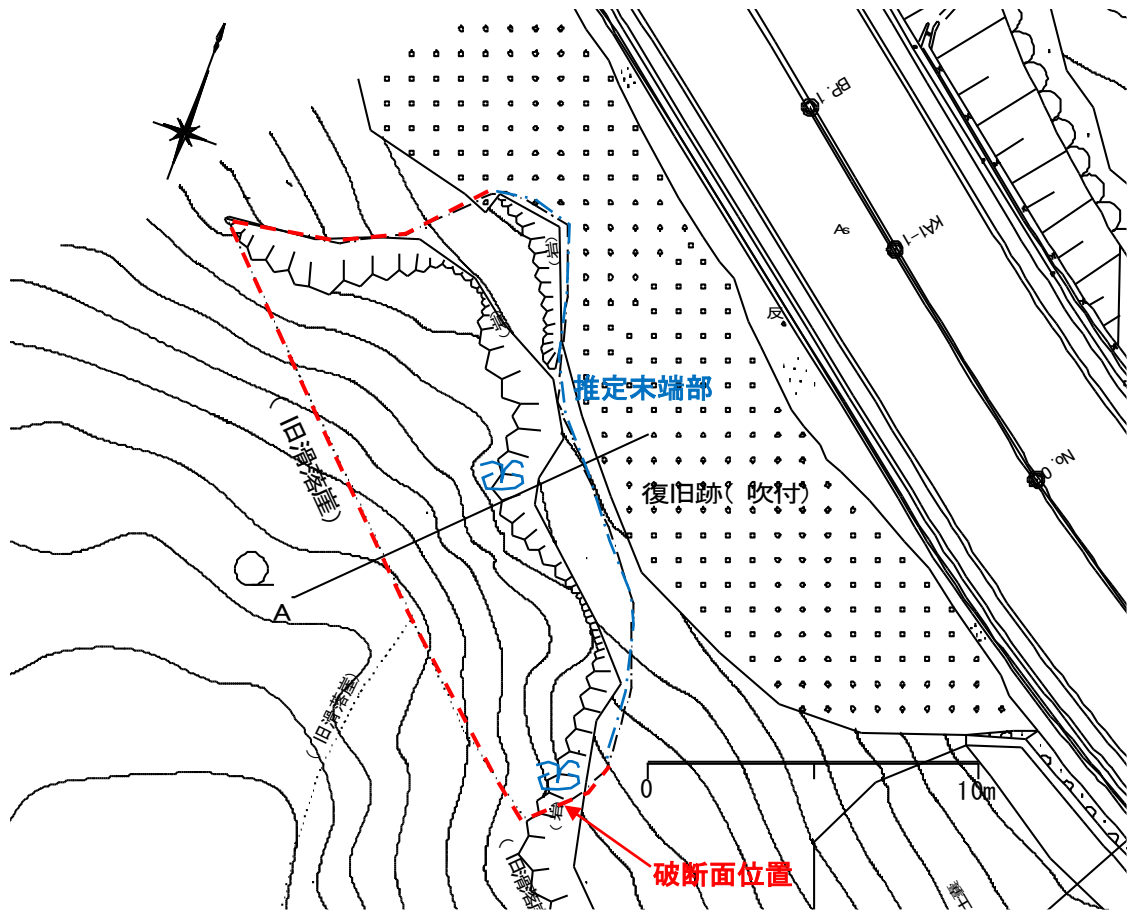 BP. 1
KA1-1
As
反
推定末端部
(旧滑落崖)
復旧跡( 吹付)
No. 0
A
(旧滑落崖)
0
10m
破断面位置